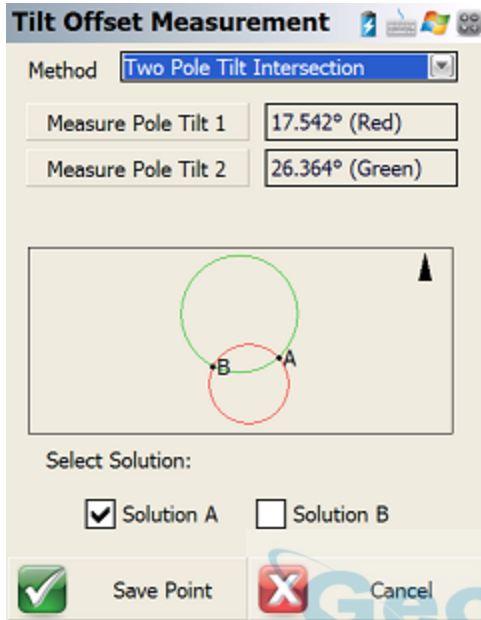 Tilt Offset Measurement
Method Two Pole Tilt Intersection
Measure Pole Tilt 1 17.542° (Red)
Measure Pole Tilt 2 26.364° (Green)
A
B
Select Solution:
Solution A Solution B
Save Point Cancel
Geo